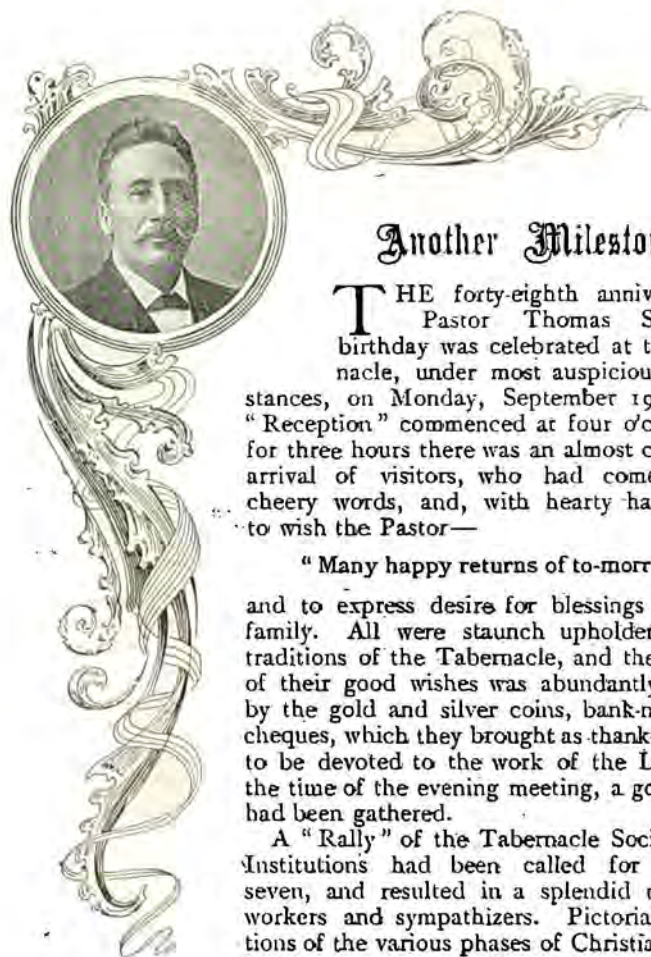 Another Milesto
THE forty-eighth anniv
Pastor Thomas S
birthday was celebrated at t
nacle, under most auspiciou
stances, on Monday, September 19
"Reception" commenced at four o'c
for three hours there was an almost c
arrival of visitors, who had come
cheery words, and, with hearty ha
to wish the Pastor—
"Many happy returns of to-morr
and to express desire for blessings
family. All were staunch upholder
traditions of the Tabernacle, and the
of their good wishes was abundantly
by the gold and silver coins, bank-n
cheques, which they brought as thank-
to be devoted to the work of the L
the time of the evening meeting, a go
had been gathered.
A "Rally" of the Tabernacle Soci
Institutions had been called for
seven, and resulted in a splendid
workers and sympathizers. Pictoria
tions of the various phases of Christia